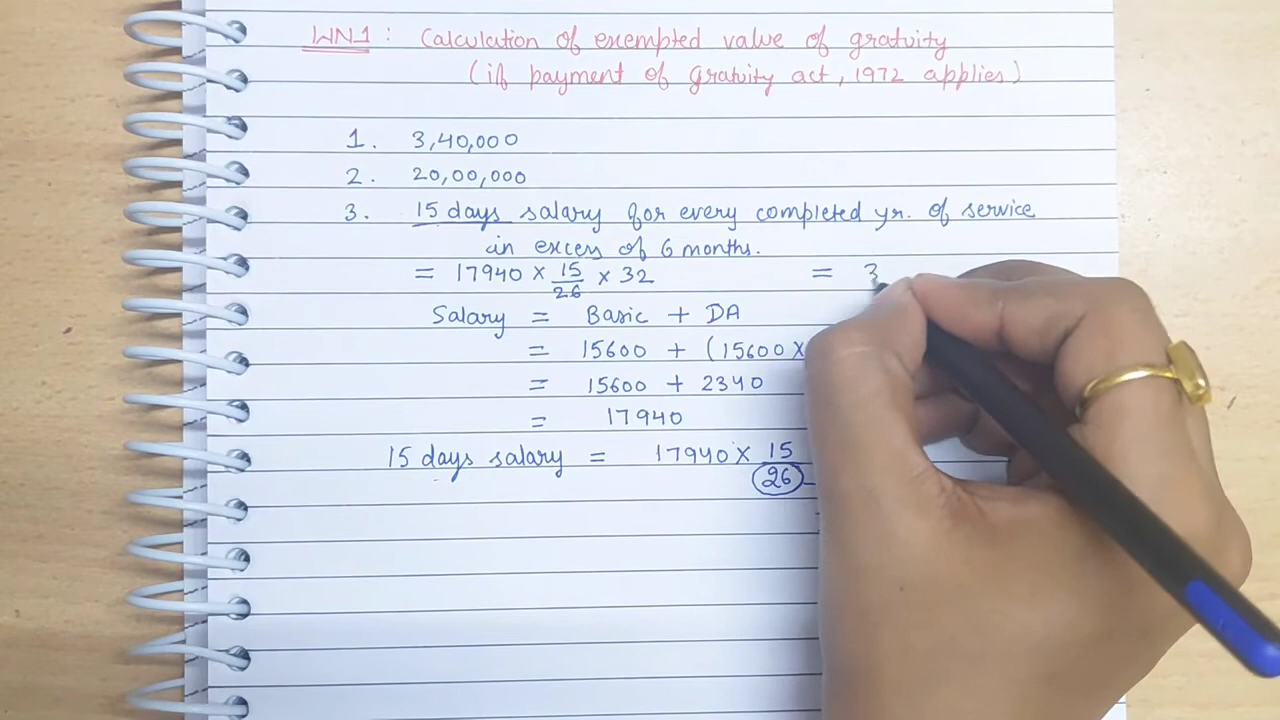 WN1 : Calculation of exempted value of gratuity
(if payment of gratuity act, 1972 applies)
1. 3,40,000
2. 20,00,000
3. 15 days salary for every completed yr. of service
in excess of 6 months.
= 17940 × 15/26 × 32 = 3
Salary = Basic + DA
= 15600 + (15600 ×
= 15600 + 2340
= 17940
15 days salary = 17940 × 15/26